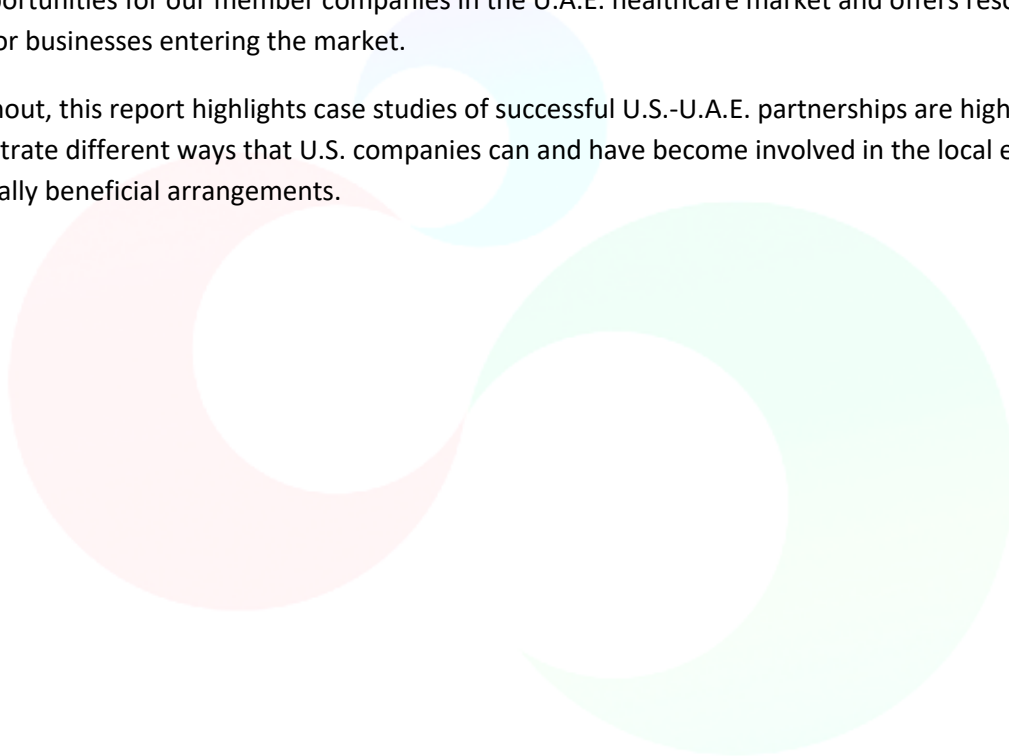 portunities for our member companies in the U.A.E. healthcare market and offers reso
or businesses entering the market.
hout, this report highlights case studies of successful U.S.-U.A.E. partnerships are high
trate different ways that U.S. companies can and have become involved in the local e
ally beneficial arrangements.